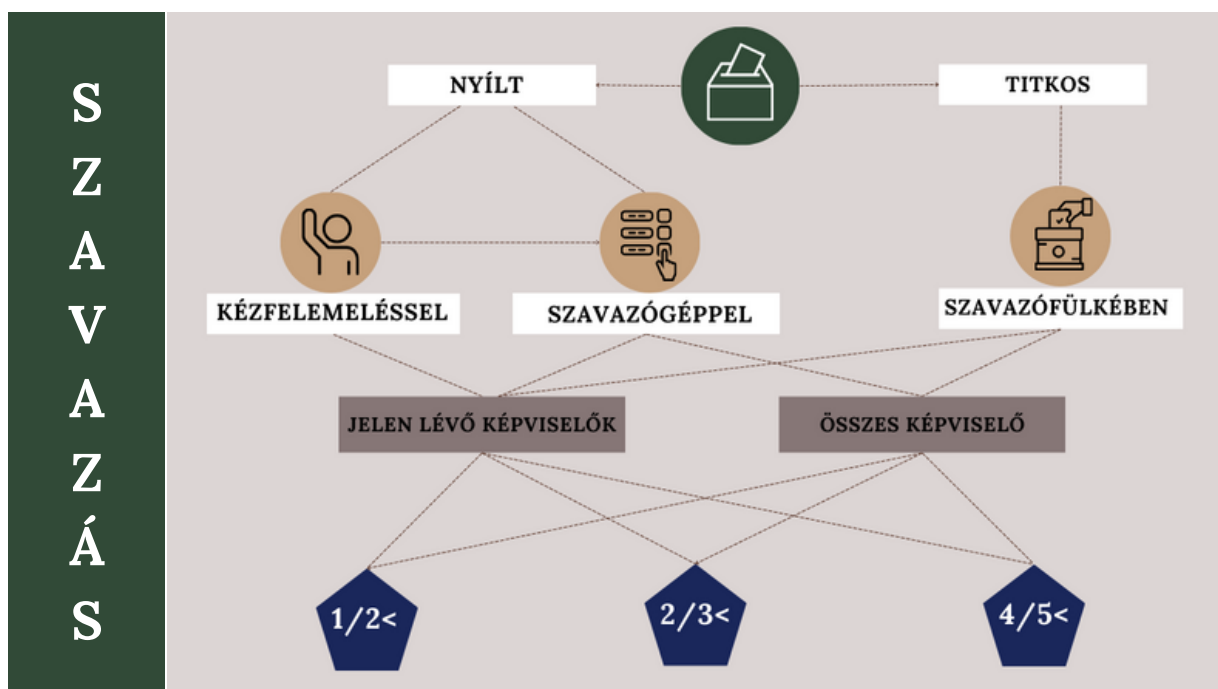 SZAVAZÁS
NYÍLT
TITKOS
KÉZFELEMELÉSSEL
SZAVAZÓGÉPPEL
SZAVAZÓFÜLKÉBEN
JELEN LÉVŐ KÉPVISELŐK
ÖSSZES KÉPVISELŐ
1/2<
2/3<
4/5<